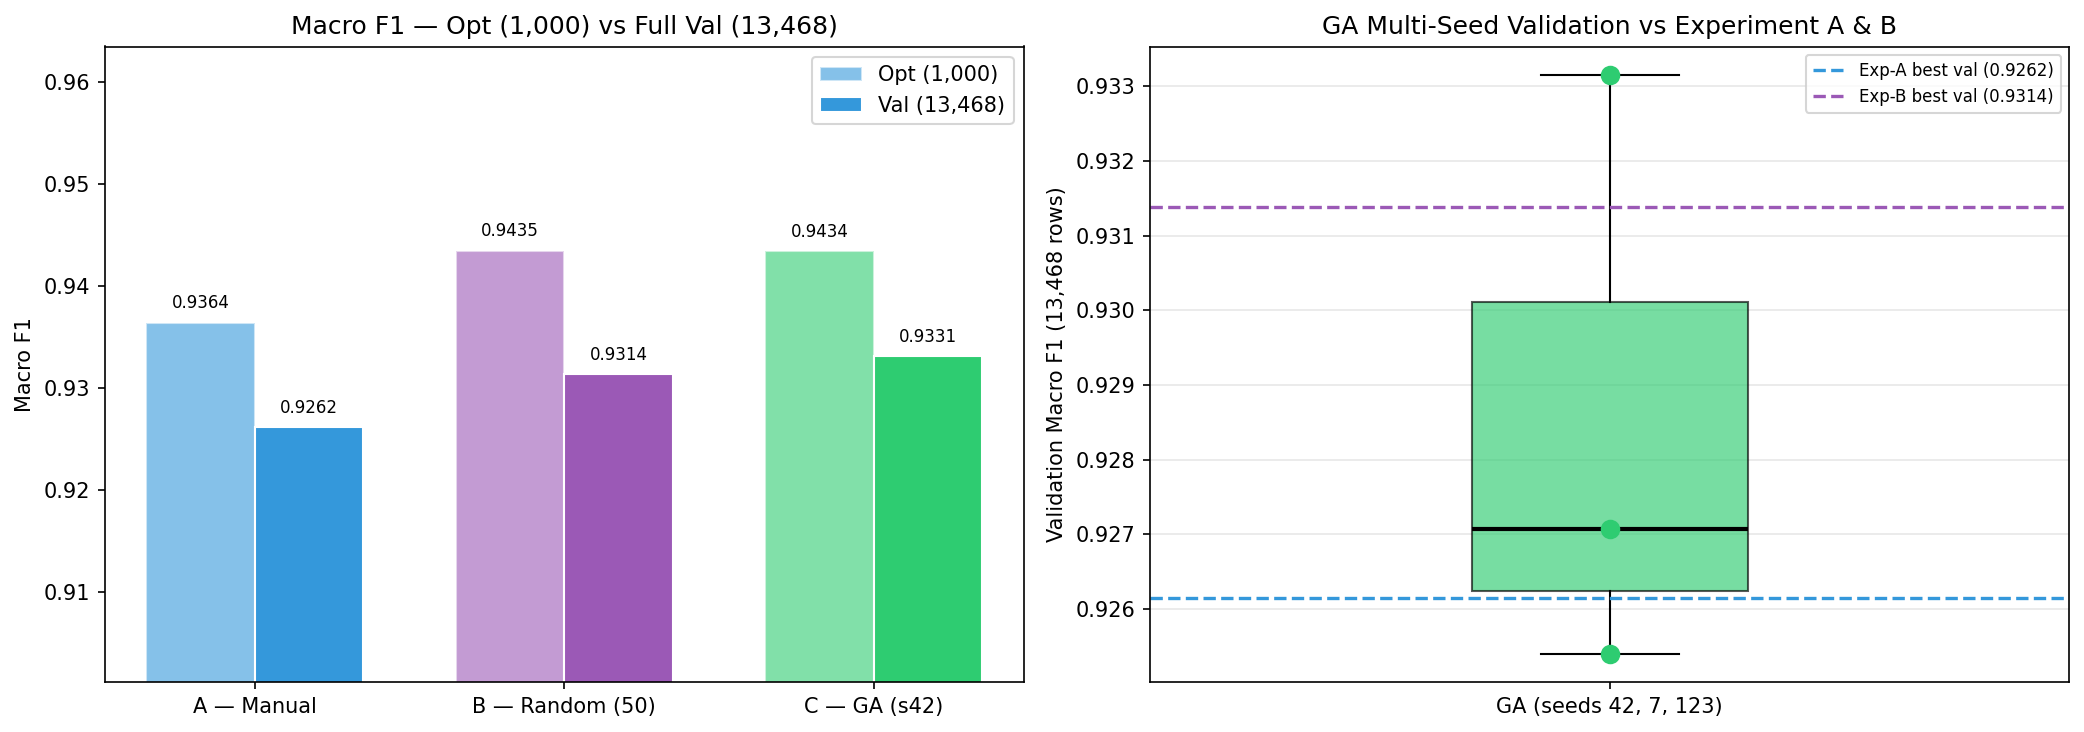 Macro F1 — Opt (1,000) vs Full Val (13,468)
Opt (1,000)
Val (13,468)
Macro F1
0.96
0.95
0.94
0.93
0.92
0.91
0.9364
0.9262
0.9435
0.9314
0.9434
0.9331
A — Manual
B — Random (50)
C — GA (s42)
GA Multi-Seed Validation vs Experiment A & B
Exp-A best val (0.9262)
Exp-B best val (0.9314)
Validation Macro F1 (13,468 rows)
0.933
0.932
0.931
0.930
0.929
0.928
0.927
0.926
GA (seeds 42, 7, 123)